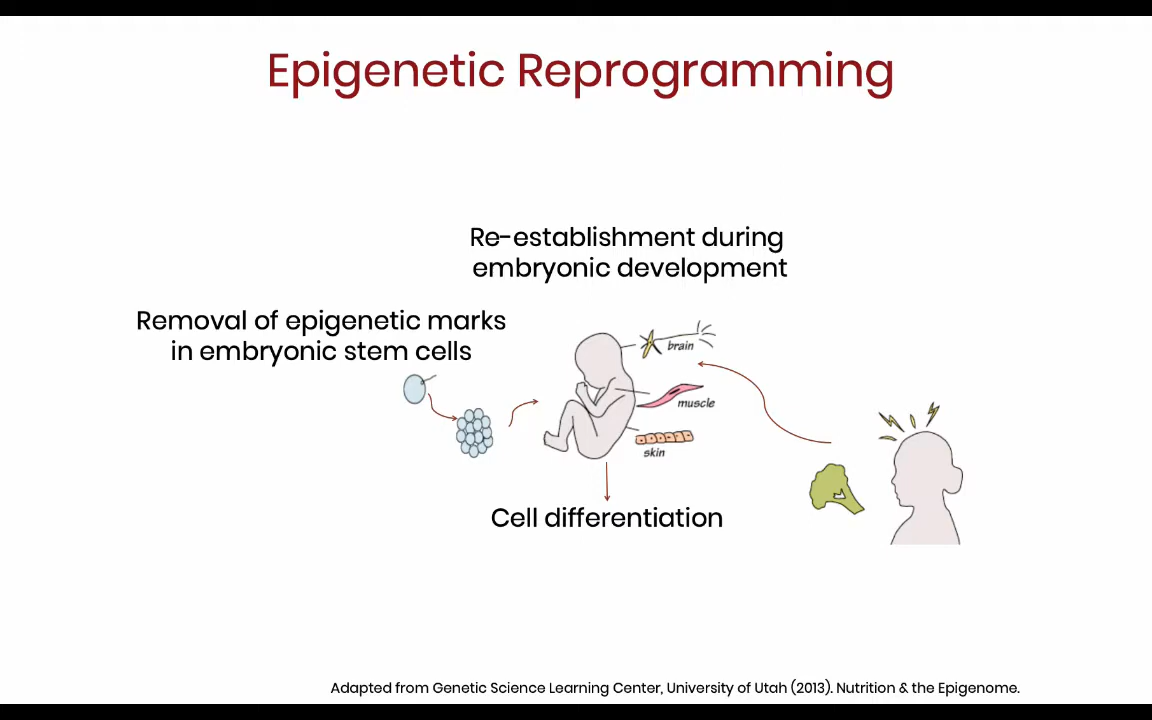 Epigenetic Reprogramming
Re-establishment during
embryonic development
Removal of epigenetic marks
in embryonic stem cells
brain
muscle
skin
Cell differentiation
Adapted from Genetic Science Learning Center, University of Utah (2013). Nutrition & the Epigenome.